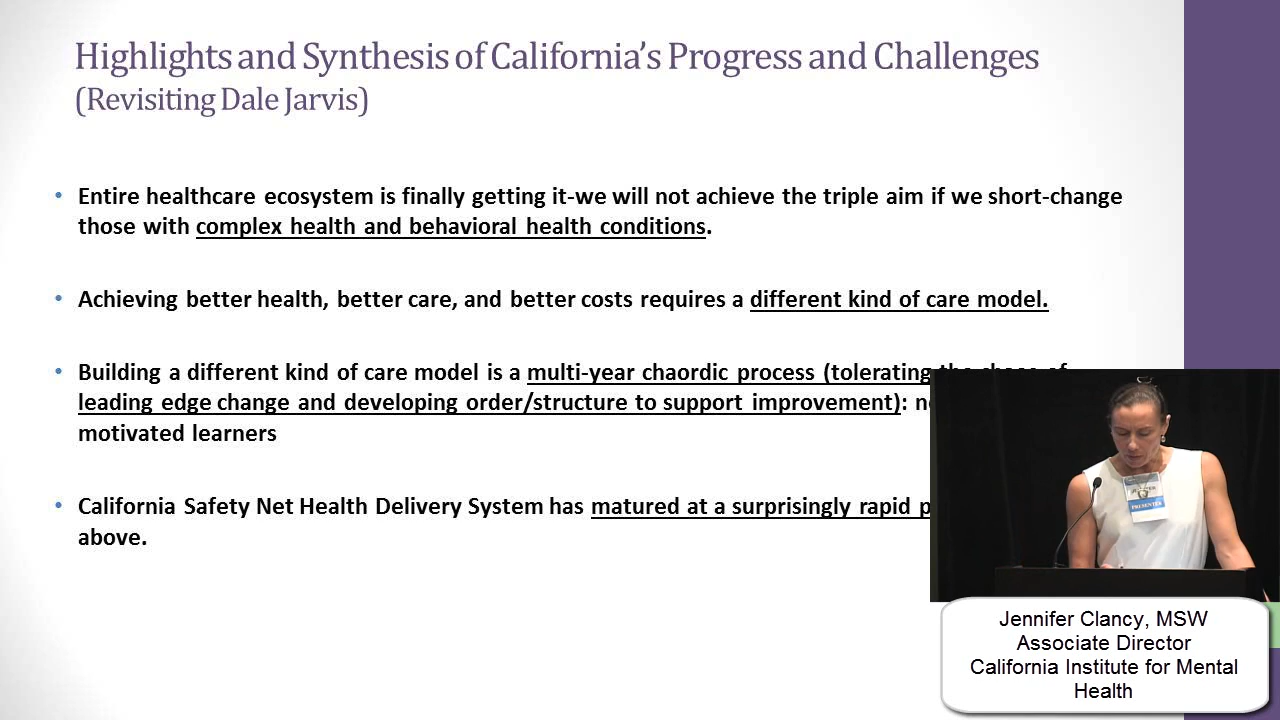 Highlights and Synthesis of California's Progress and Challenges
(Revisiting Dale Jarvis)
• Entire healthcare ecosystem is finally getting it-we will not achieve the triple aim if we short-change
those with complex health and behavioral health conditions.
• Achieving better health, better care, and better costs requires a different kind of care model.
• Building a different kind of care model is a multi-year chaordic process (tolerating the chaos of
leading edge change and developing order/structure to support improvement):
motivated learners
• California Safety Net Health Delivery System has matured at a surprisingly rapid
above.
PRESENTER
Jennifer Clancy, MSW
Associate Director
California Institute for Mental
Health